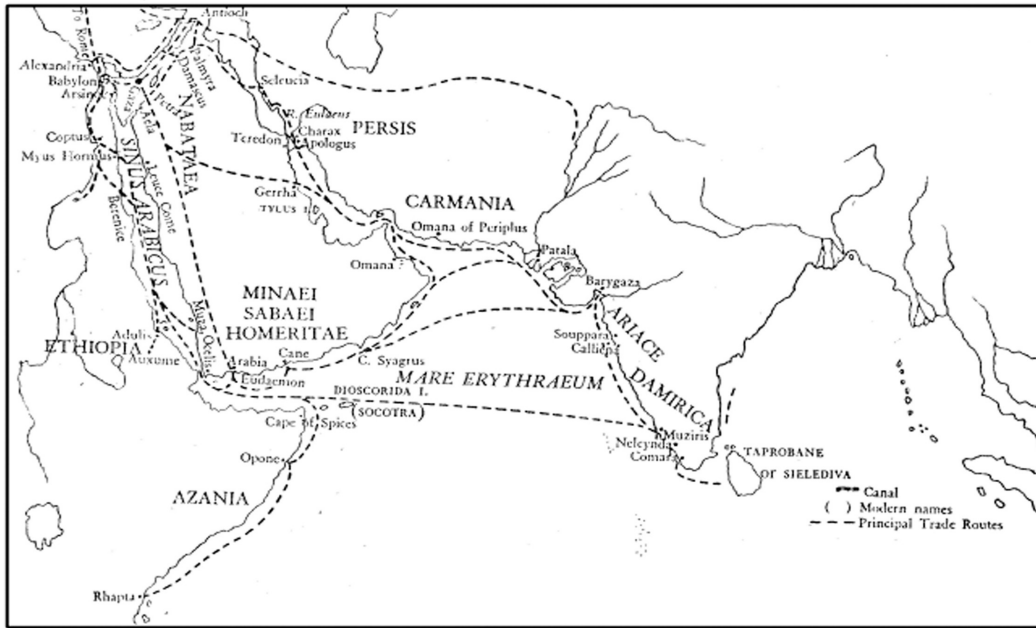 To Rome
Antioch
Alexandria
Babylon
Arsinoe
Gaza
Petra
Aela
Damascus
Palmyra
NABATAEA
Seleucia
R. Eulaeus
Charax
Apologus
Teredon
PERSIS
Coptus
Myus Hormus
Berenice
SINUS ARABICUS
Leuce Come
Gerrha
TYLUS I.
CARMANIA
Omana of Periplus
Omana ?
Patala
Barygaza
MINAEI
SABAEI
HOMERITAE
Adulis
ETHIOPIA
Auxume
Muza
Ocelis
Arabia
Eudaemon
Cane
C. Syagrus
Souppara
Calliena
ARIACE
DAMIRICA
MARE ERYTHRAEUM
DIOSCORIDA I.
(SOCOTRA)
Cape of Spices
Opone
AZANIA
Rhapta
Muziris
Nelcynda
Comara
TAPROBANE
or SIELEDIVA
Canal
( ) Modern names
Principal Trade Routes